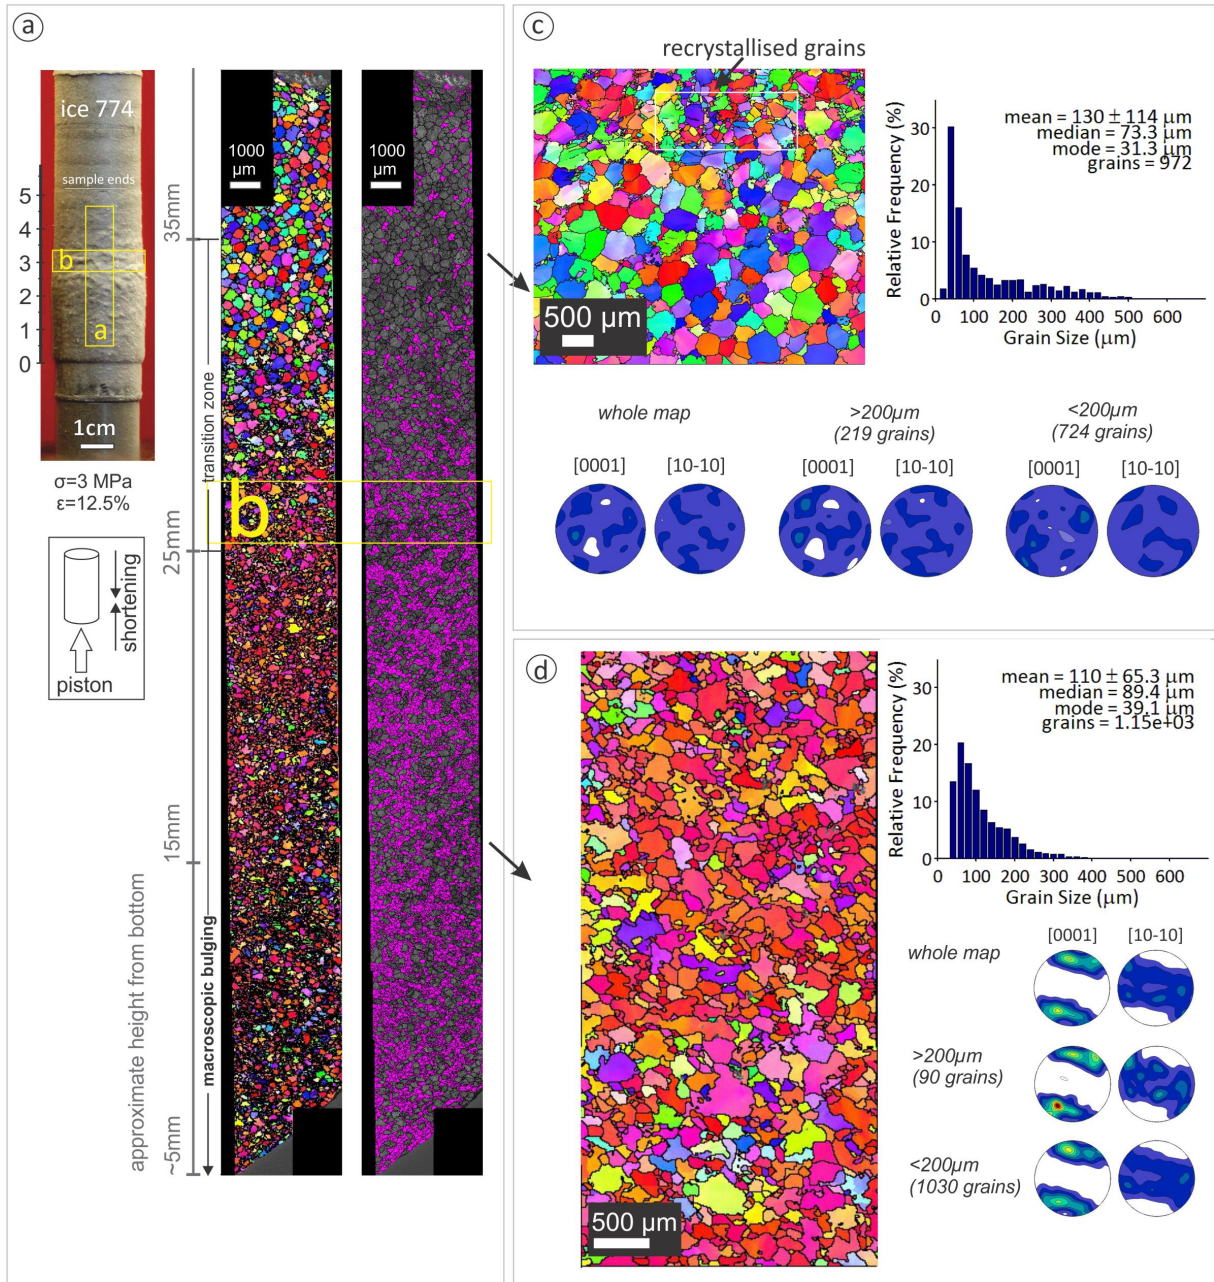 a
ice 774
sample ends
5
4
3
2
1
0
b
a
1cm
σ=3 MPa
ε=12.5%
shortening
piston
1000
µm
1000
µm
35mm
transition zone
b
25mm
15mm
approximate height from bottom
macroscopic bulging
~5mm
c
recrystallised grains
500 µm
Relative Frequency (%)
30
20
10
0
mean = 130 ± 114 µm
median = 73.3 µm
mode = 31.3 µm
grains = 972
0 100 200 300 400 500 600
Grain Size (µm)
whole map
>200µm
(219 grains)
<200µm
(724 grains)
[0001] [10-10] [0001] [10-10] [0001] [10-10]
d
500 µm
Relative Frequency (%)
30
20
10
0
mean = 110 ± 65.3 µm
median = 89.4 µm
mode = 39.1 µm
grains = 1.15e+03
0 100 200 300 400 500 600
Grain Size (µm)
[0001] [10-10]
whole map
>200µm
(90 grains)
<200µm
(1030 grains)